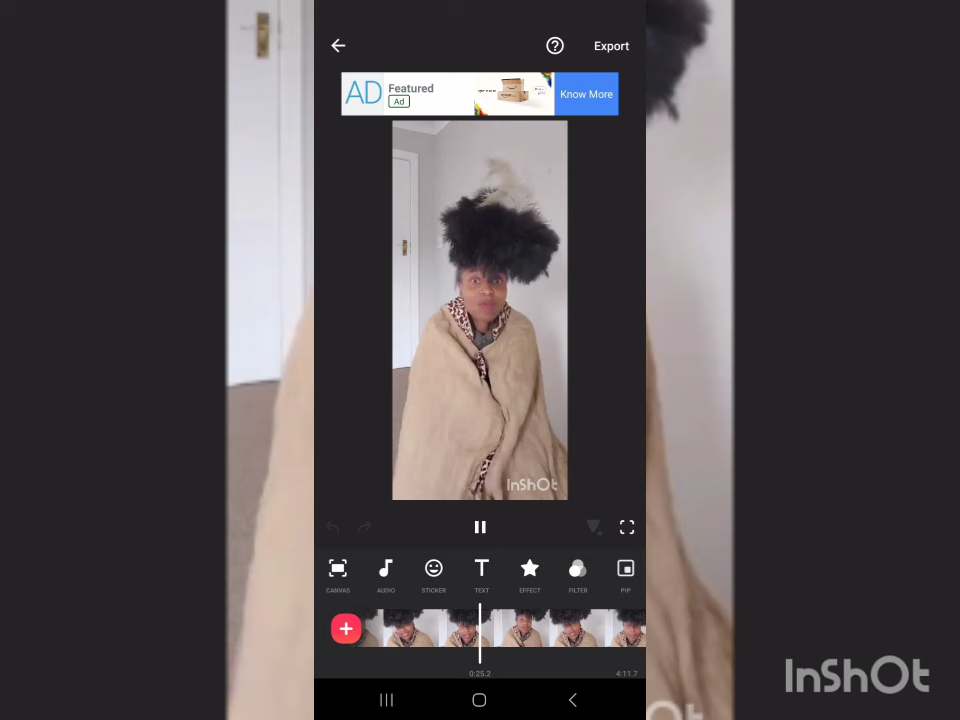 Export
AD Featured
Ad
Know More
InShOt
CANVAS AUDIO STICKER TEXT EFFECT FILTER PIP
0:25.2 4:11.7
InShOt